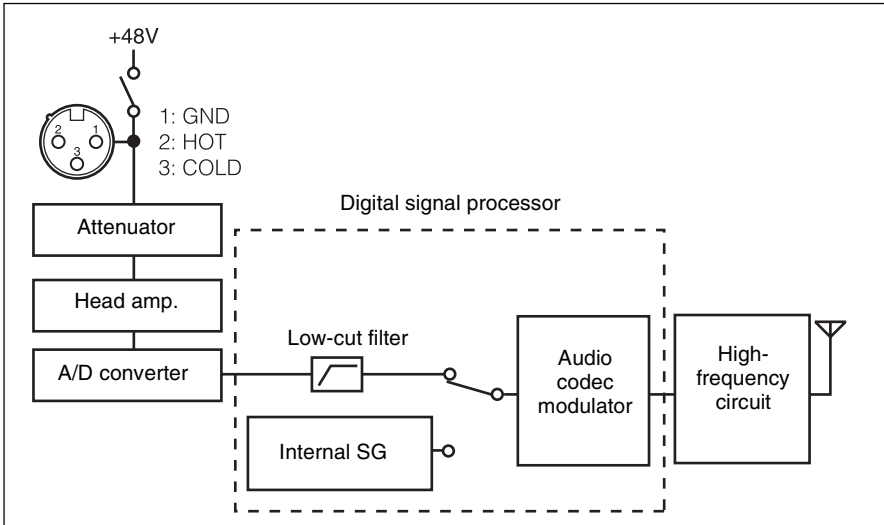 +48V
2
1
3
1: GND
2: HOT
3: COLD
Attenuator
Head amp.
A/D converter
Digital signal processor
Low-cut filter
Internal SG
Audio
codec
modulator
High-
frequency
circuit